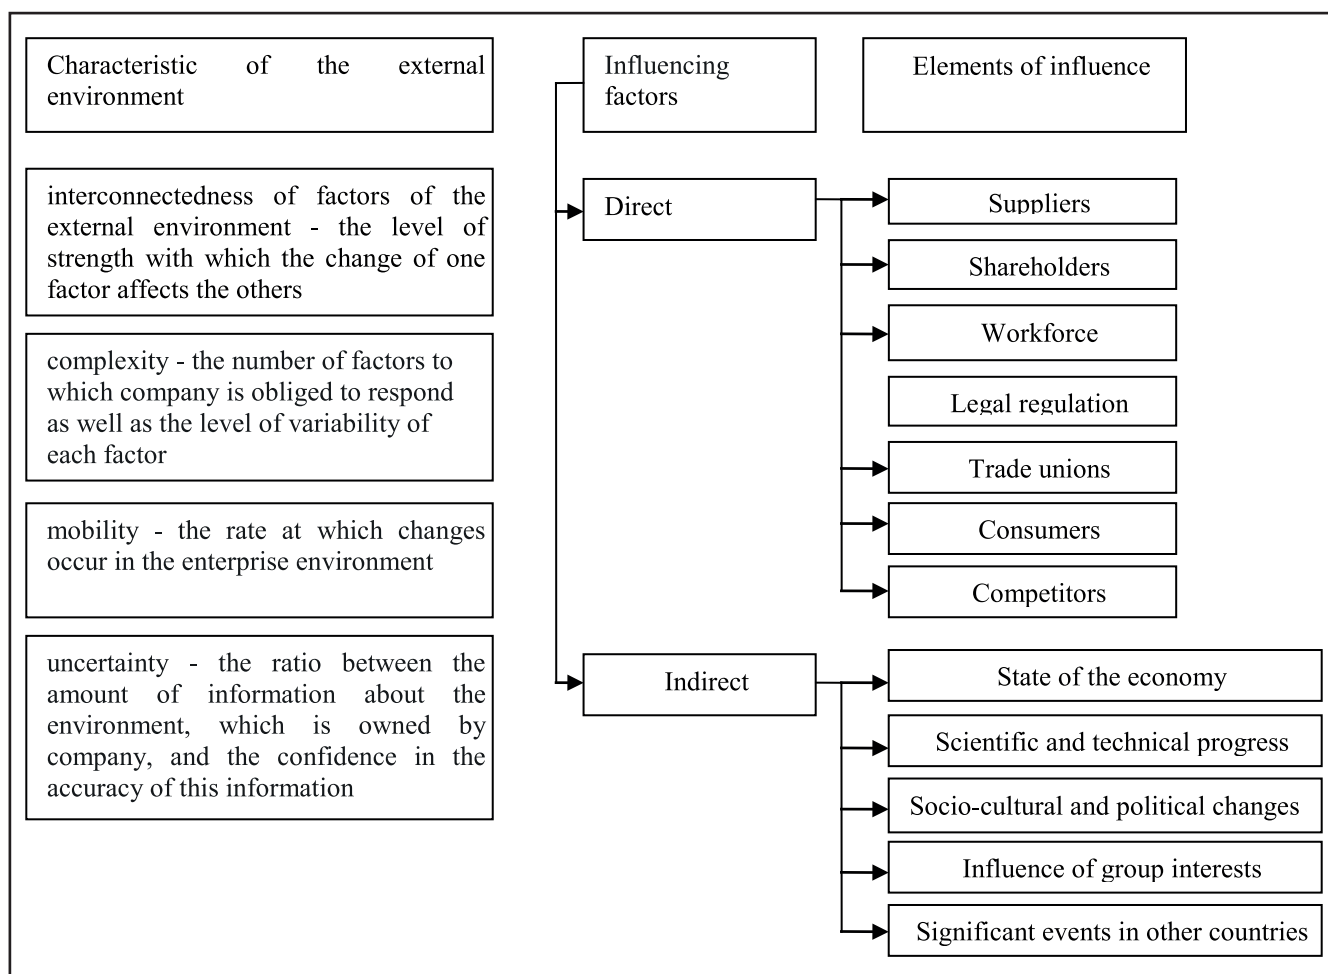 Characteristic of the external
environment
interconnectedness of factors of the
external environment - the level of
strength with which the change of one
factor affects the others
complexity - the number of factors to
which company is obliged to respond
as well as the level of variability of
each factor
mobility - the rate at which changes
occur in the enterprise environment
uncertainty - the ratio between the
amount of information about the
environment, which is owned by
company, and the confidence in the
accuracy of this information
Influencing
factors
Direct
Indirect
Elements of influence
Suppliers
Shareholders
Workforce
Legal regulation
Trade unions
Consumers
Competitors
State of the economy
Scientific and technical progress
Socio-cultural and political changes
Influence of group interests
Significant events in other countries